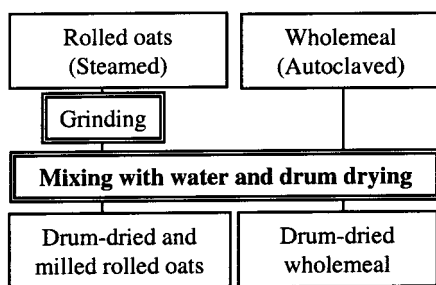 Rolled oats
(Steamed)
Wholemeal
(Autoclaved)
Grinding
Mixing with water and drum drying
Drum-dried and
milled rolled oats
Drum-dried
wholemeal